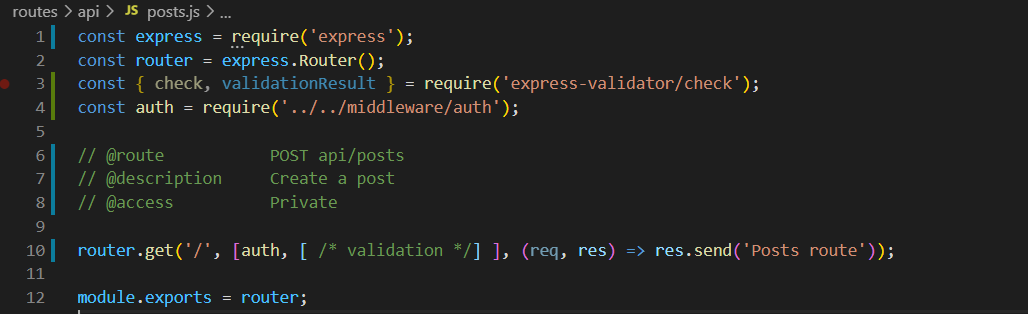 routes > api > JS posts.js > ...
1 const express = require('express');
2 const router = express.Router();
3 const { check, validationResult } = require('express-validator/check');
4 const auth = require('../../middleware/auth');
5
6 // @route          POST api/posts
7 // @description    Create a post
8 // @access         Private
9
10 router.get('/', [auth, [ /* validation */] ], (req, res) => res.send('Posts route'));
11
12 module.exports = router;